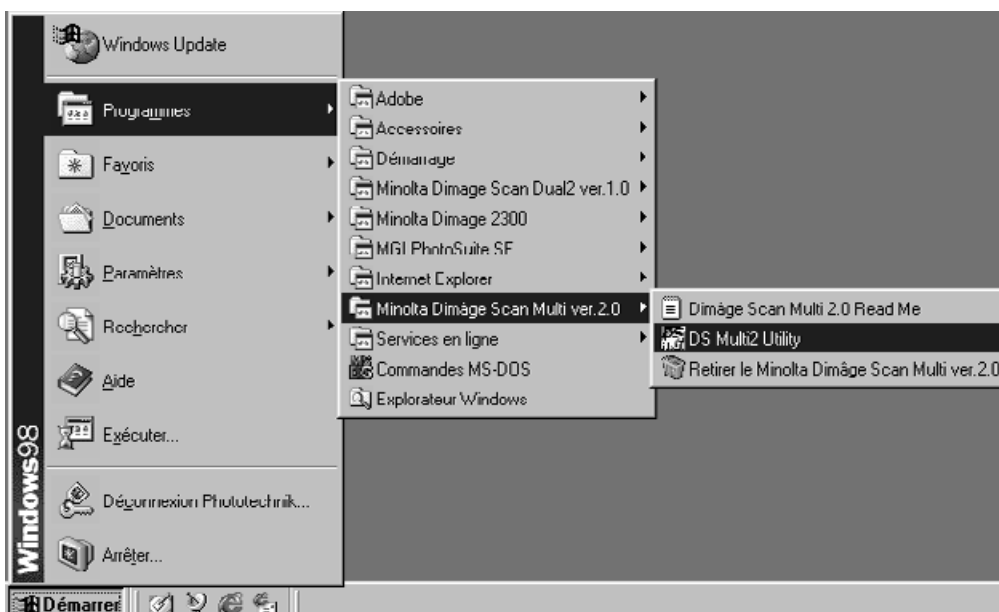 Windows Update
Programmes
Favoris
Documents
Paramètres
Rechercher
Aide
Exécuter...
Déconnexion Phototechnik...
Arrêter...
Windows98
Démarrer
Adobe
Accessoires
Démarrage
Minolta Dimage Scan Dual2 ver.1.0
Minolta Dimage 2300
MGI PhotoSuite SE
Internet Explorer
Minolta Dimâge Scan Multi ver.2.0
Services en ligne
Commandes MS-DOS
Explorateur Windows
Dimâge Scan Multi 2.0 Read Me
DS Multi2 Utility
Retirer le Minolta Dimâge Scan Multi ver.2.0